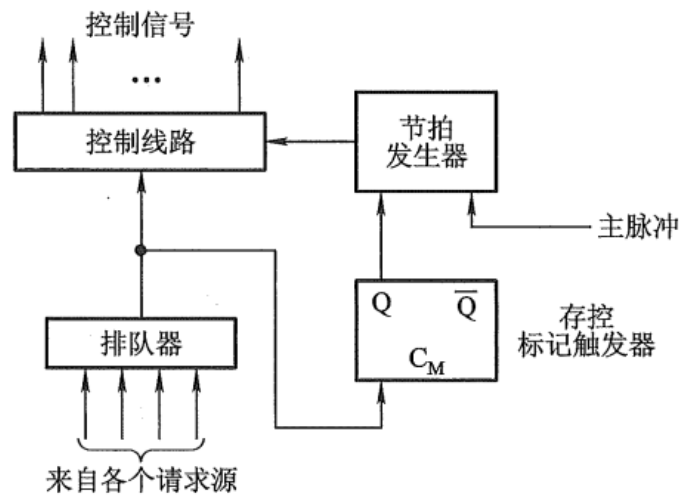 控制信号
...
控制线路
节拍
发生器
主脉冲
Q
Q̅
存控
标记触发器
C_M
排队器
来自各个请求源